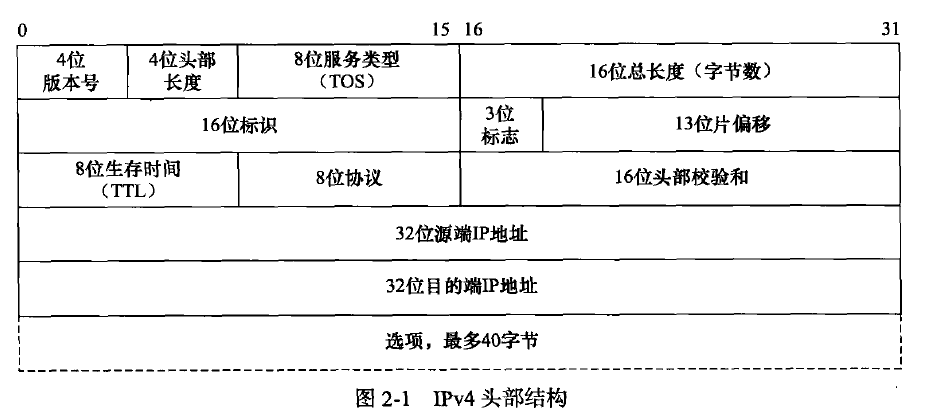 0 15 16 31
4位
版本号
4位头部
长度
8位服务类型
（TOS）
16位总长度（字节数）
16位标识
3位
标志
13位片偏移
8位生存时间
（TTL）
8位协议
16位头部校验和
32位源端IP地址
32位目的端IP地址
选项，最多40字节
图 2-1 IPv4 头部结构